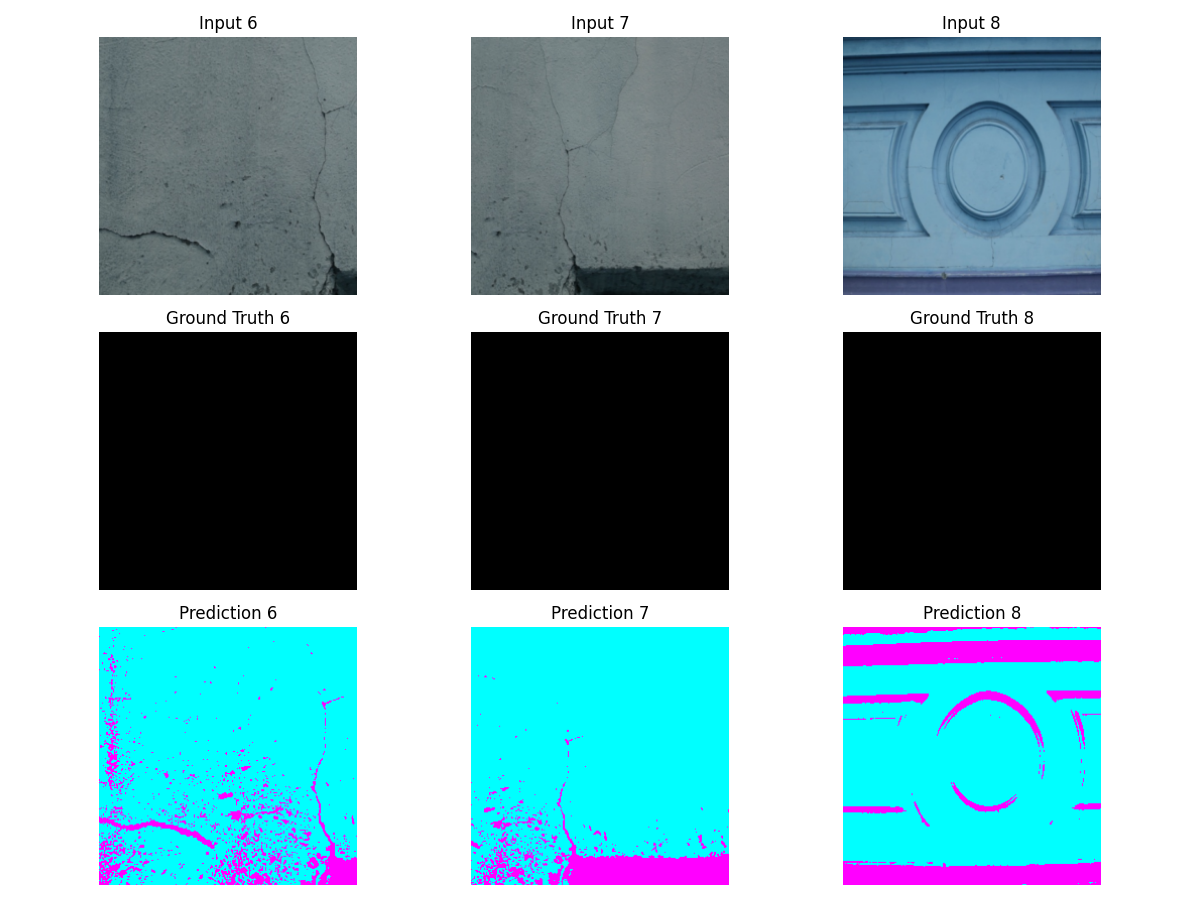 Input 6
Input 7
Input 8
Ground Truth 6
Ground Truth 7
Ground Truth 8
Prediction 6
Prediction 7
Prediction 8